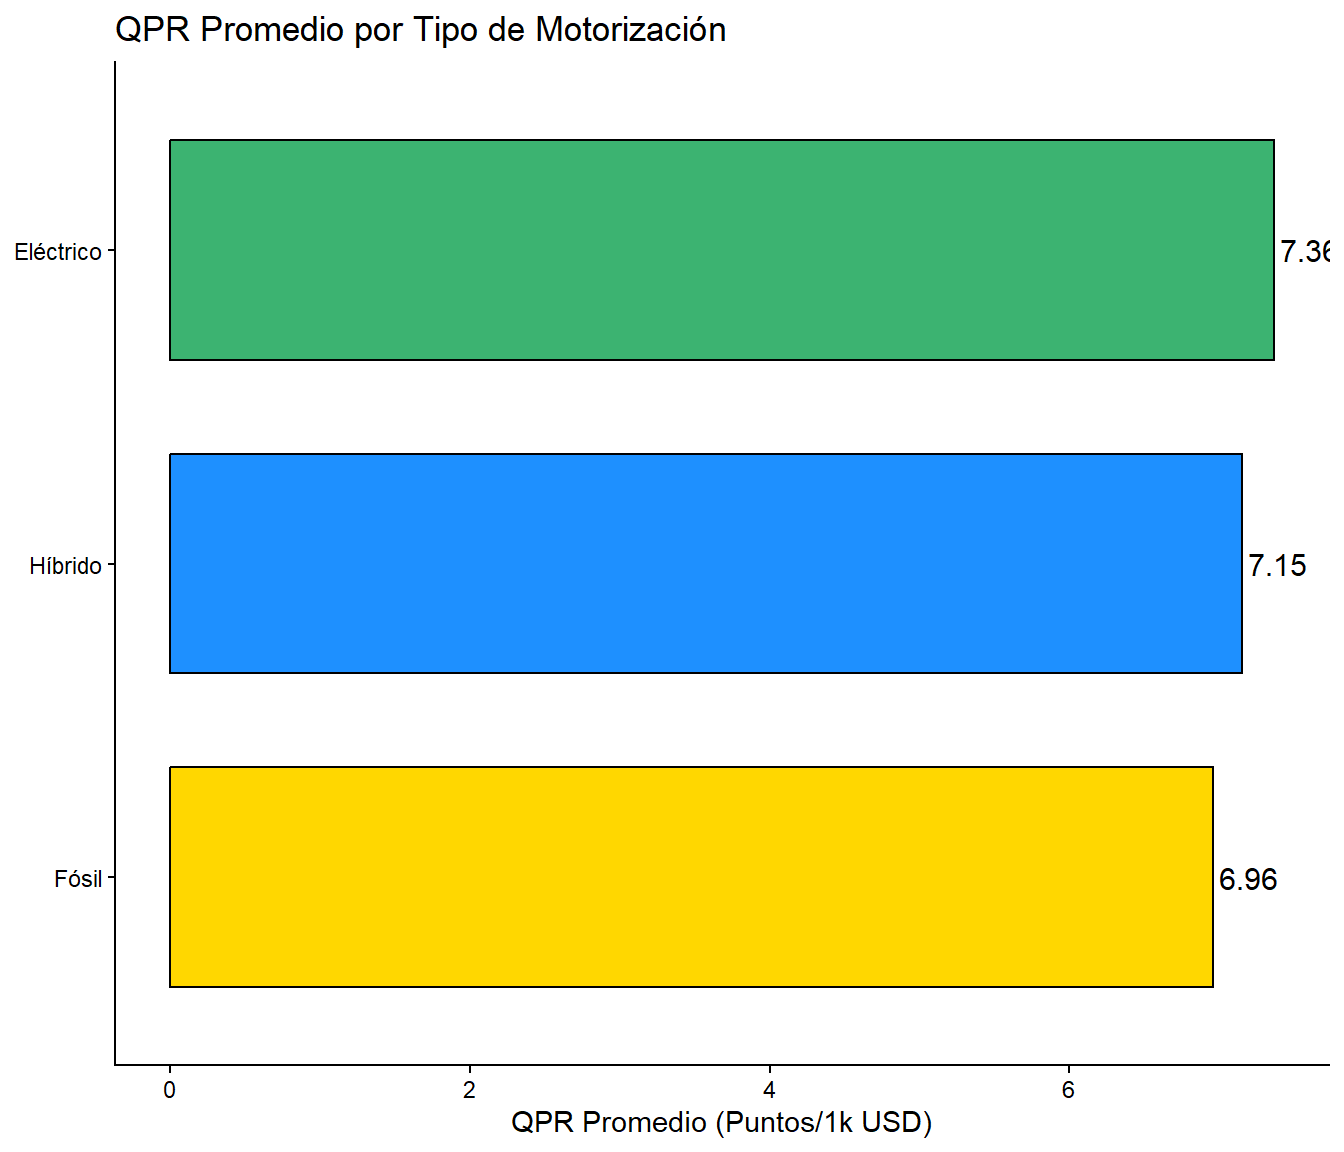 QPR Promedio por Tipo de Motorización
Eléctrico
7.36
Híbrido
7.15
Fósil
6.96
0 2 4 6
QPR Promedio (Puntos/1k USD)